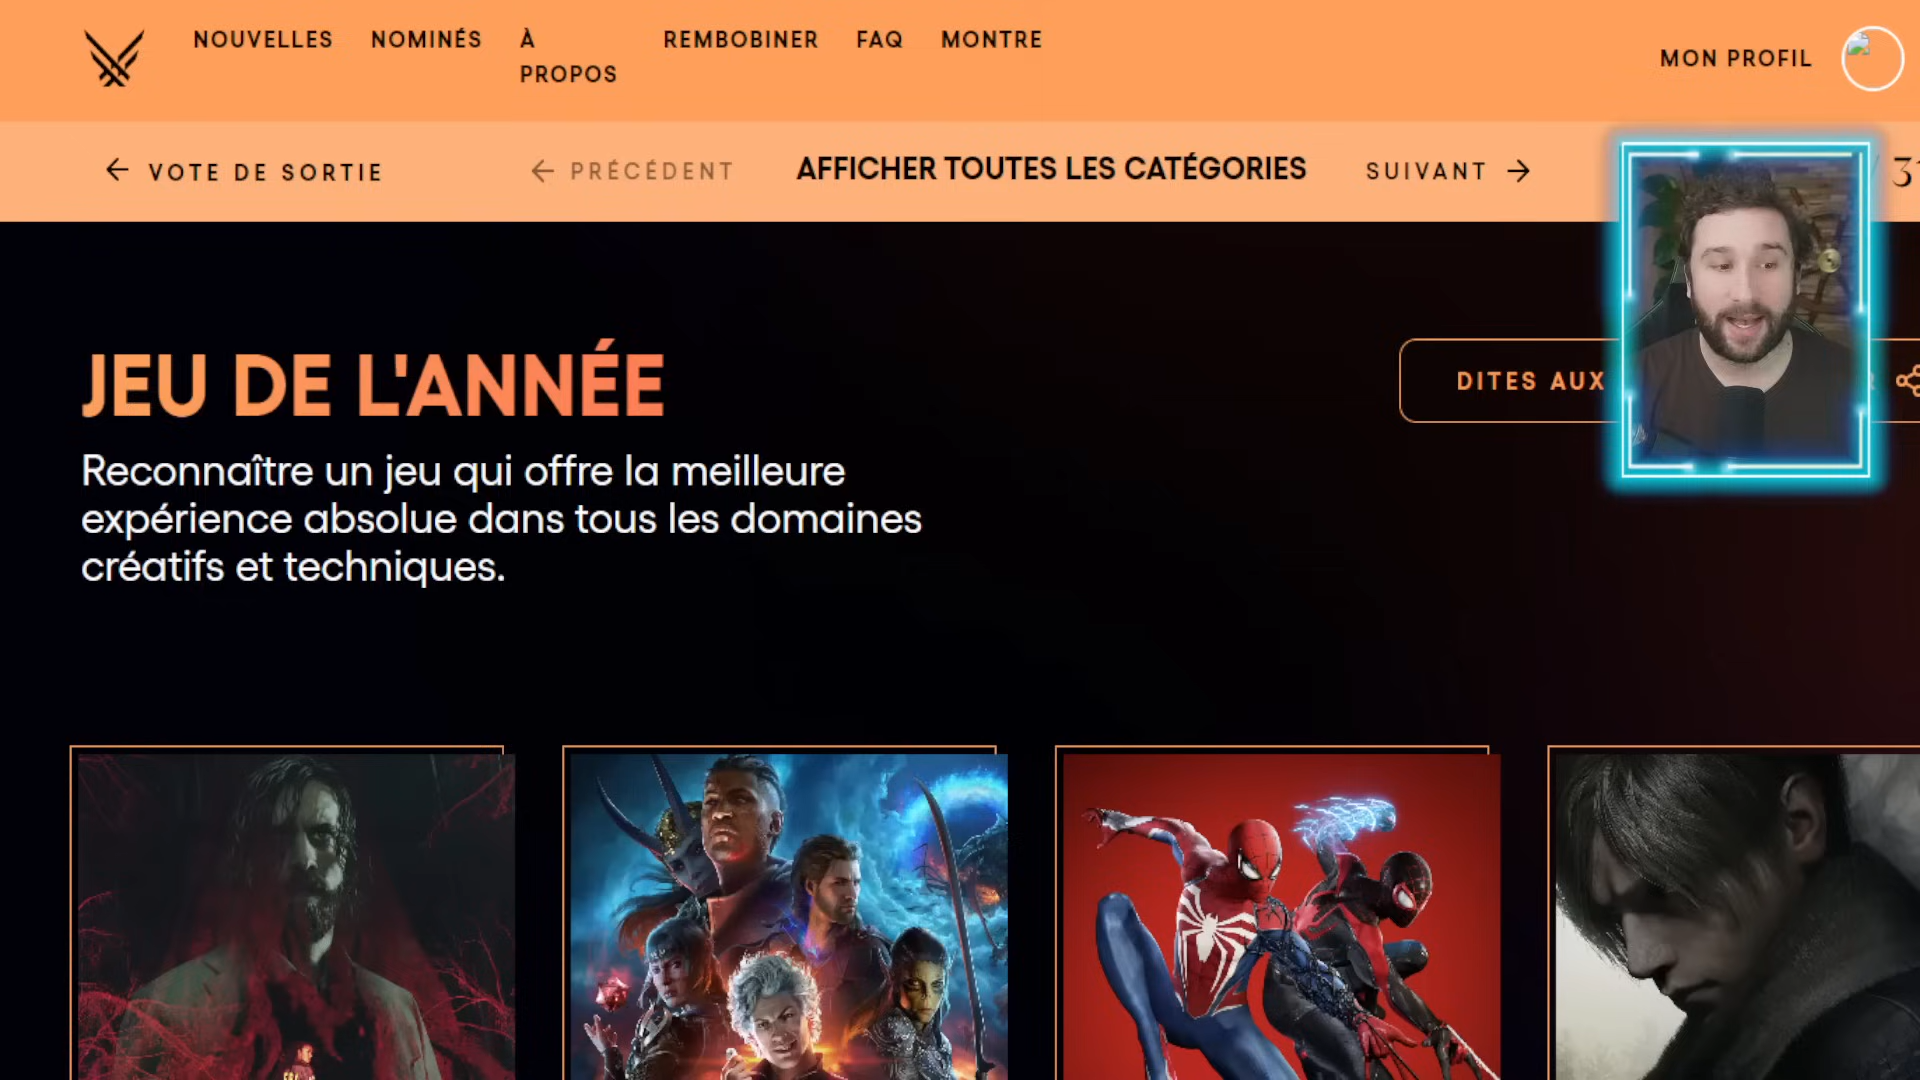 NOUVELLES NOMINÉS À PROPOS REMBOBINER FAQ MONTRE
MON PROFIL
VOTE DE SORTIE
PRÉCÉDENT
AFFICHER TOUTES LES CATÉGORIES
SUIVANT
JEU DE L'ANNÉE
DITES AUX
Reconnaître un jeu qui offre la meilleure
expérience absolue dans tous les domaines
créatifs et techniques.